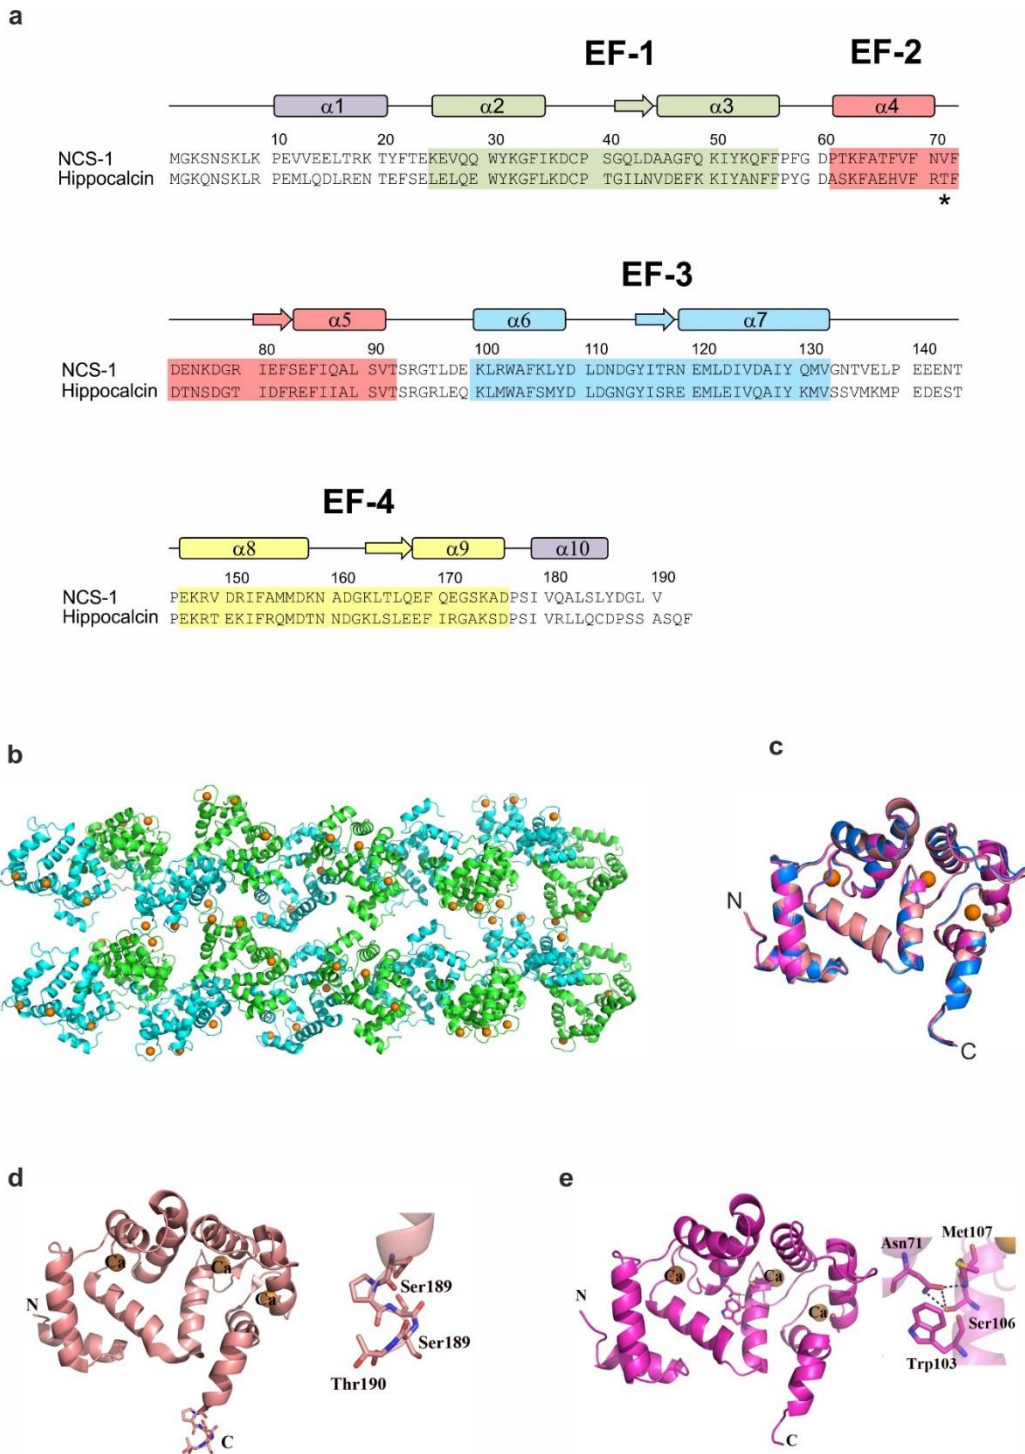 a
EF-1 EF-2
α1 α2 α3 α4
10 20 30 40 50 60 70
NCS-1 MGKSNSKLK PEVVEELTRK TYFTEKEVQQ WYKGFIKDCP SGQLDAAGFQ KIYKQFFPFG DPTKFATFVF NVF
Hippocalcin MGKQNSKLR PEMLQDLREN TEFSELELQE WYKGFLKDCP TGILNVDEFK KIYANFFPYG DASKFAEHVF RTF
*
EF-3
α5 α6 α7
80 90 100 110 120 130 140
NCS-1 DENKDGR IEFSEFIQAL SVTSRGTLDE KLRWAFKLYD LDNDGYITRN EMLDIVDAIY QMVGNTVELP EEENT
Hippocalcin DTNSDGT IDFREFIIAL SVTSRGRLEQ KLMWAFSMYD LDGNGYISRE EMLEIVQAIY KMVSSVMKMP EDEST
EF-4
α8 α9 α10
150 160 170 180 190
NCS-1 PEKRVDRIFAMMDKN ADGKLTLQEF QEGSKADPSI VQALSLYDGL V
Hippocalcin PEKRTEKIFRQMDTN NDGKLSLEEF IRGAKSDPSI VRLLQCDPSS ASQF
b
c
N
C
d
N
Ca Ca Ca
C
Ser189
Ser189
Thr190
e
N
Ca Ca Ca
C
Asn71 Met107
Ser106
Trp103